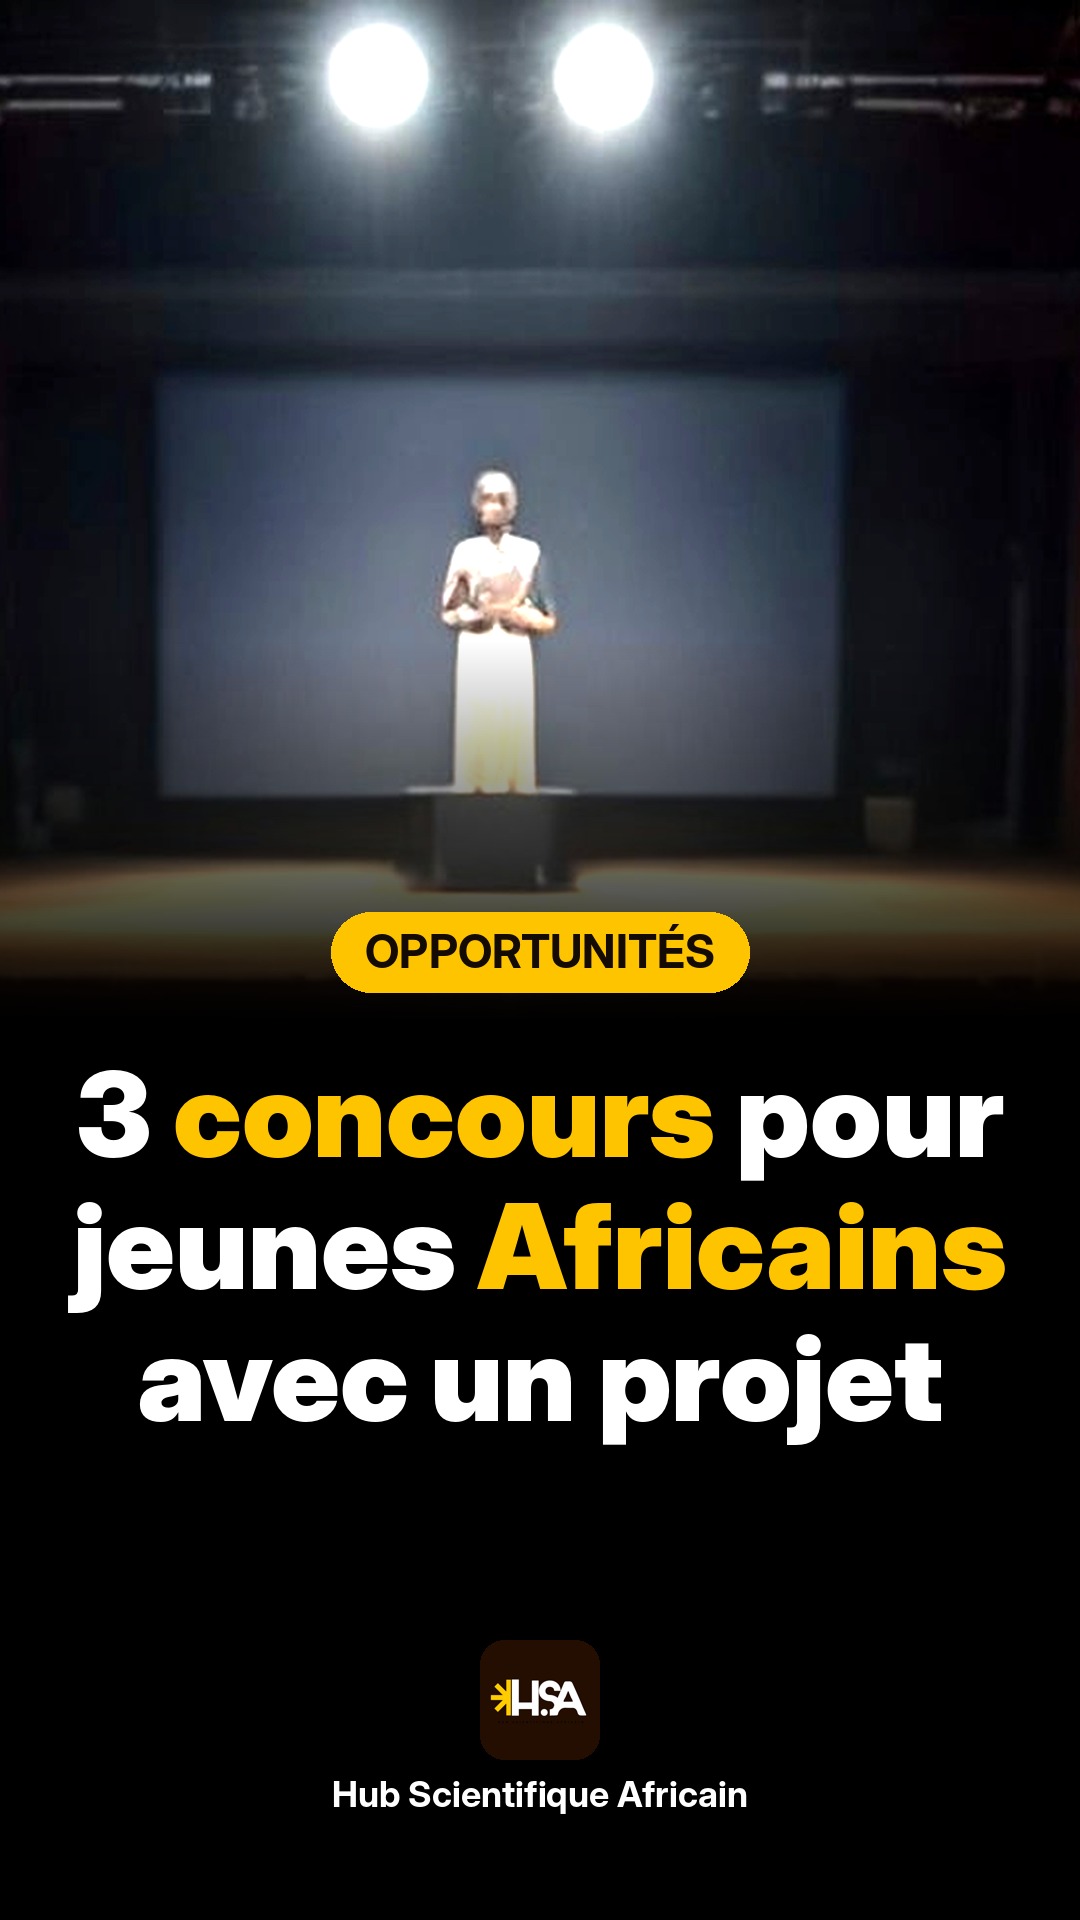 OPPORTUNITÉS
3 concours pour
jeunes Africains
avec un projet
HSA
Hub Scientifique Africain